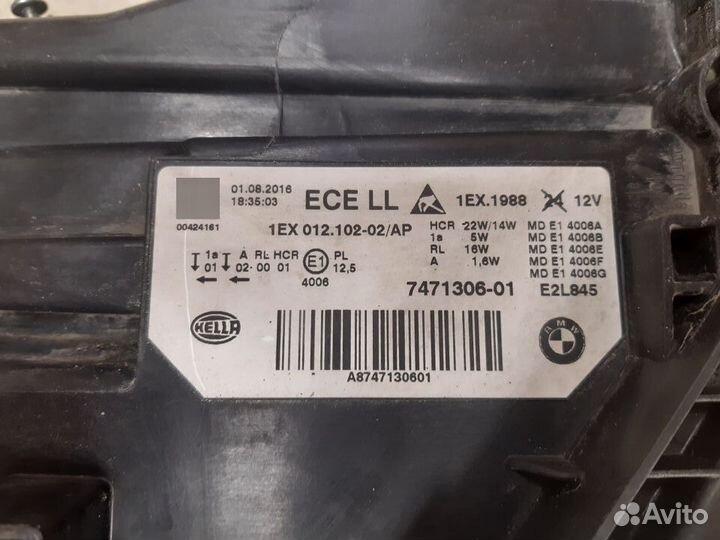 01.08.2016
18:35:03
00424161
ECE LL
1EX.1988
24 12V
1EX 012.102-02/AP
HCR 22W/14W
1a 5W
RL 16W
A 1,6W
MD E1 4006A
MD E1 4006B
MD E1 4006E
MD E1 4006F
MD E1 4006G
1a A RL HCR
01 02 00 01
E1
4006
PL
12,5
7471306-01
E2L845
HELLA
A8747130601
BMW
Avito